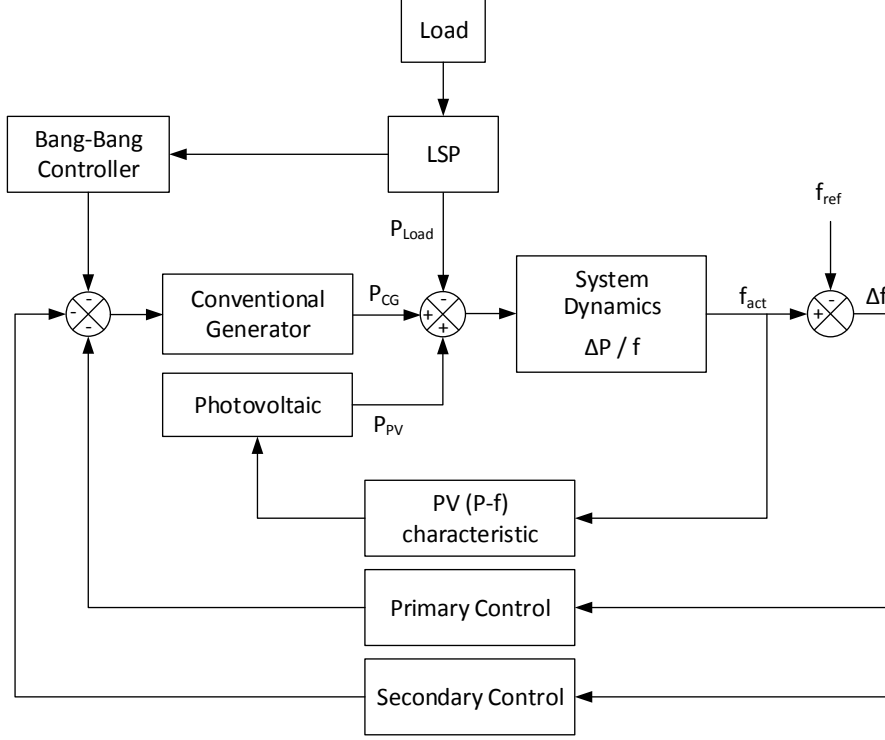 Load
Bang-Bang
Controller
LSP
f_ref
P_Load
System
Dynamics
ΔP / f
f_act
Δf
-
-
-
-
-
+
+
-
+
Conventional
Generator
P_CG
Photovoltaic
P_PV
PV (P-f)
characteristic
Primary Control
Secondary Control